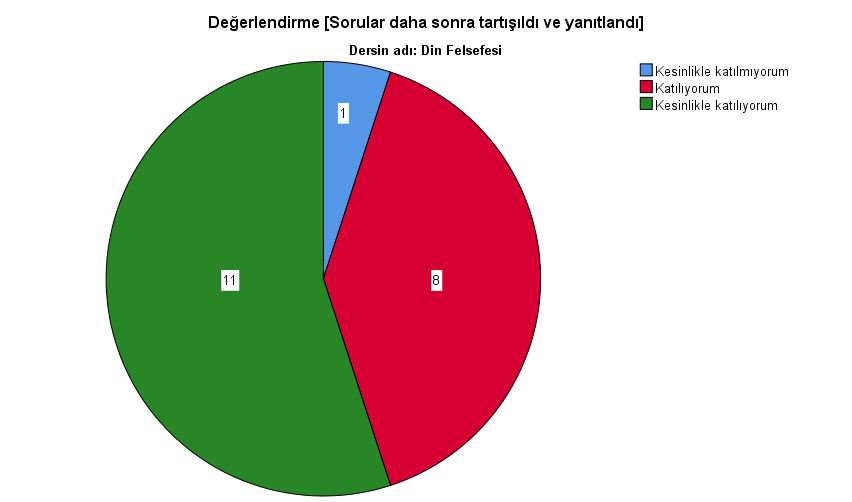 Değerlendirme [Sorular daha sonra tartışıldı ve yanıtlandı]
Dersin adı: Din Felsefesi
Kesinlikle katılmıyorum
Katılıyorum
Kesinlikle katılıyorum
1
11
8